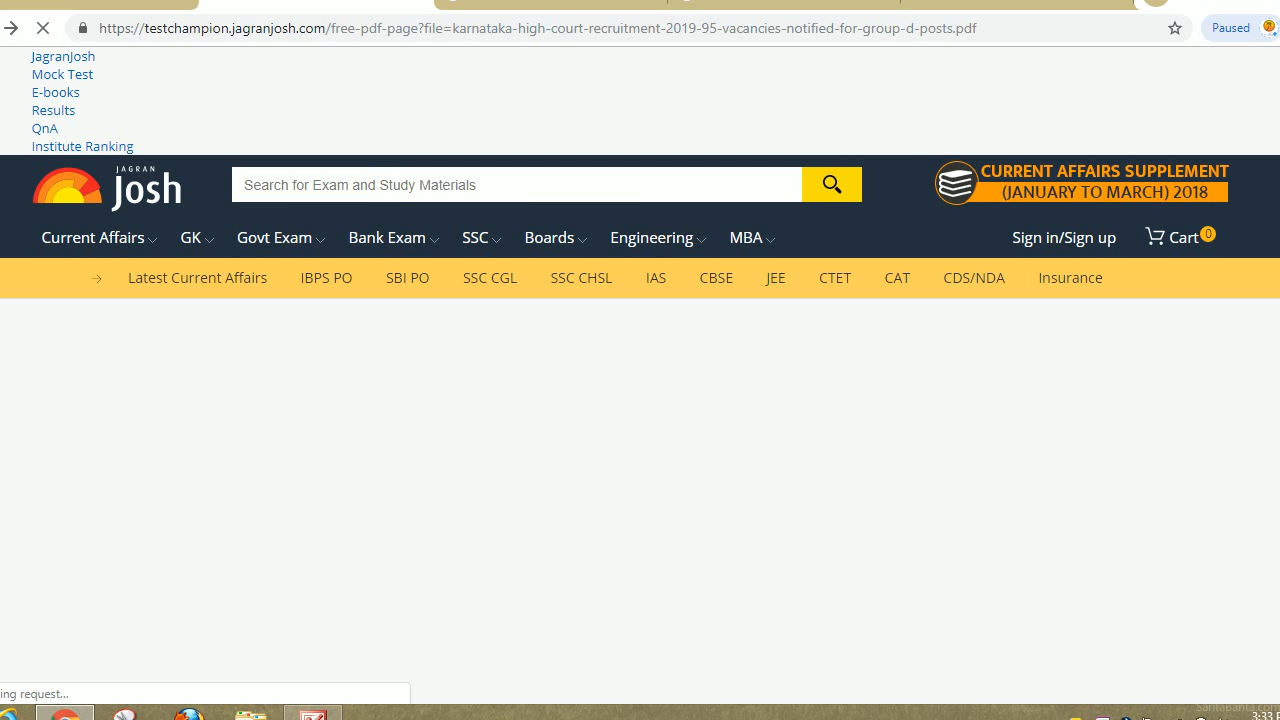 https://testchampion.jagranjosh.com/free-pdf-page?file=karnataka-high-court-recruitment-2019-95-vacancies-notified-for-group-d-posts.pdf Paused
JagranJosh
Mock Test
E-books
Results
QnA
Institute Ranking
JAGRAN
Josh
Search for Exam and Study Materials
CURRENT AFFAIRS SUPPLEMENT
(JANUARY TO MARCH) 2018
Current Affairs GK Govt Exam Bank Exam SSC Boards Engineering MBA Sign in/Sign up Cart 0
Latest Current Affairs IBPS PO SBI PO SSC CGL SSC CHSL IAS CBSE JEE CTET CAT CDS/NDA Insurance
ing request...
SantaBanta.com